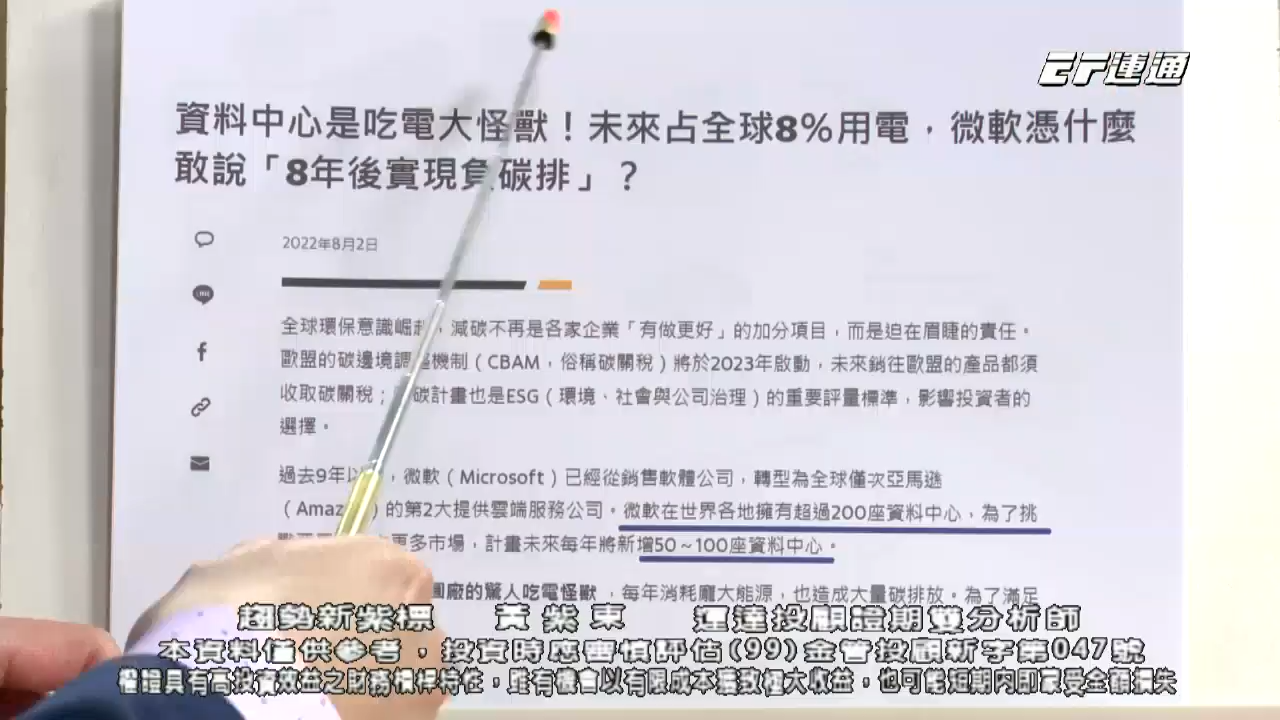 EF運通
資料中心是吃電大怪獸！未來占全球8%用電，微軟憑什麼
敢說「8年後實現負碳排」？
2022年8月2日
全球環保意識崛起，減碳不再是各家企業「有做更好」的加分項目，而是迫在眉睫的責任。
歐盟的碳邊境調整機制（CBAM，俗稱碳關稅）將於2023年啟動，未來銷往歐盟的產品都須
收取碳關稅；碳計畫也是ESG（環境、社會與公司治理）的重要評量標準，影響投資者的
選擇。
過去9年以，微軟（Microsoft）已經從銷售軟體公司，轉型為全球僅次亞馬遜
（Amaz）的第2大提供雲端服務公司。微軟在世界各地擁有超過200座資料中心，為了挑
更多市場，計畫未來每年將新增50～100座資料中心。
圖廠的驚人吃電怪獸，每年消耗龐大能源，也造成大量碳排放。為了滿足
趨勢新紫標 黃紫東 運達投顧證期雙分析師
本資料僅供參考，投資時應審慎評估(99)金管投顧新字第047號
權證具有高投資效益之財務槓桿特性，雖有機會以有限成本獲致極大收益，也可能短期內即蒙受全額損失